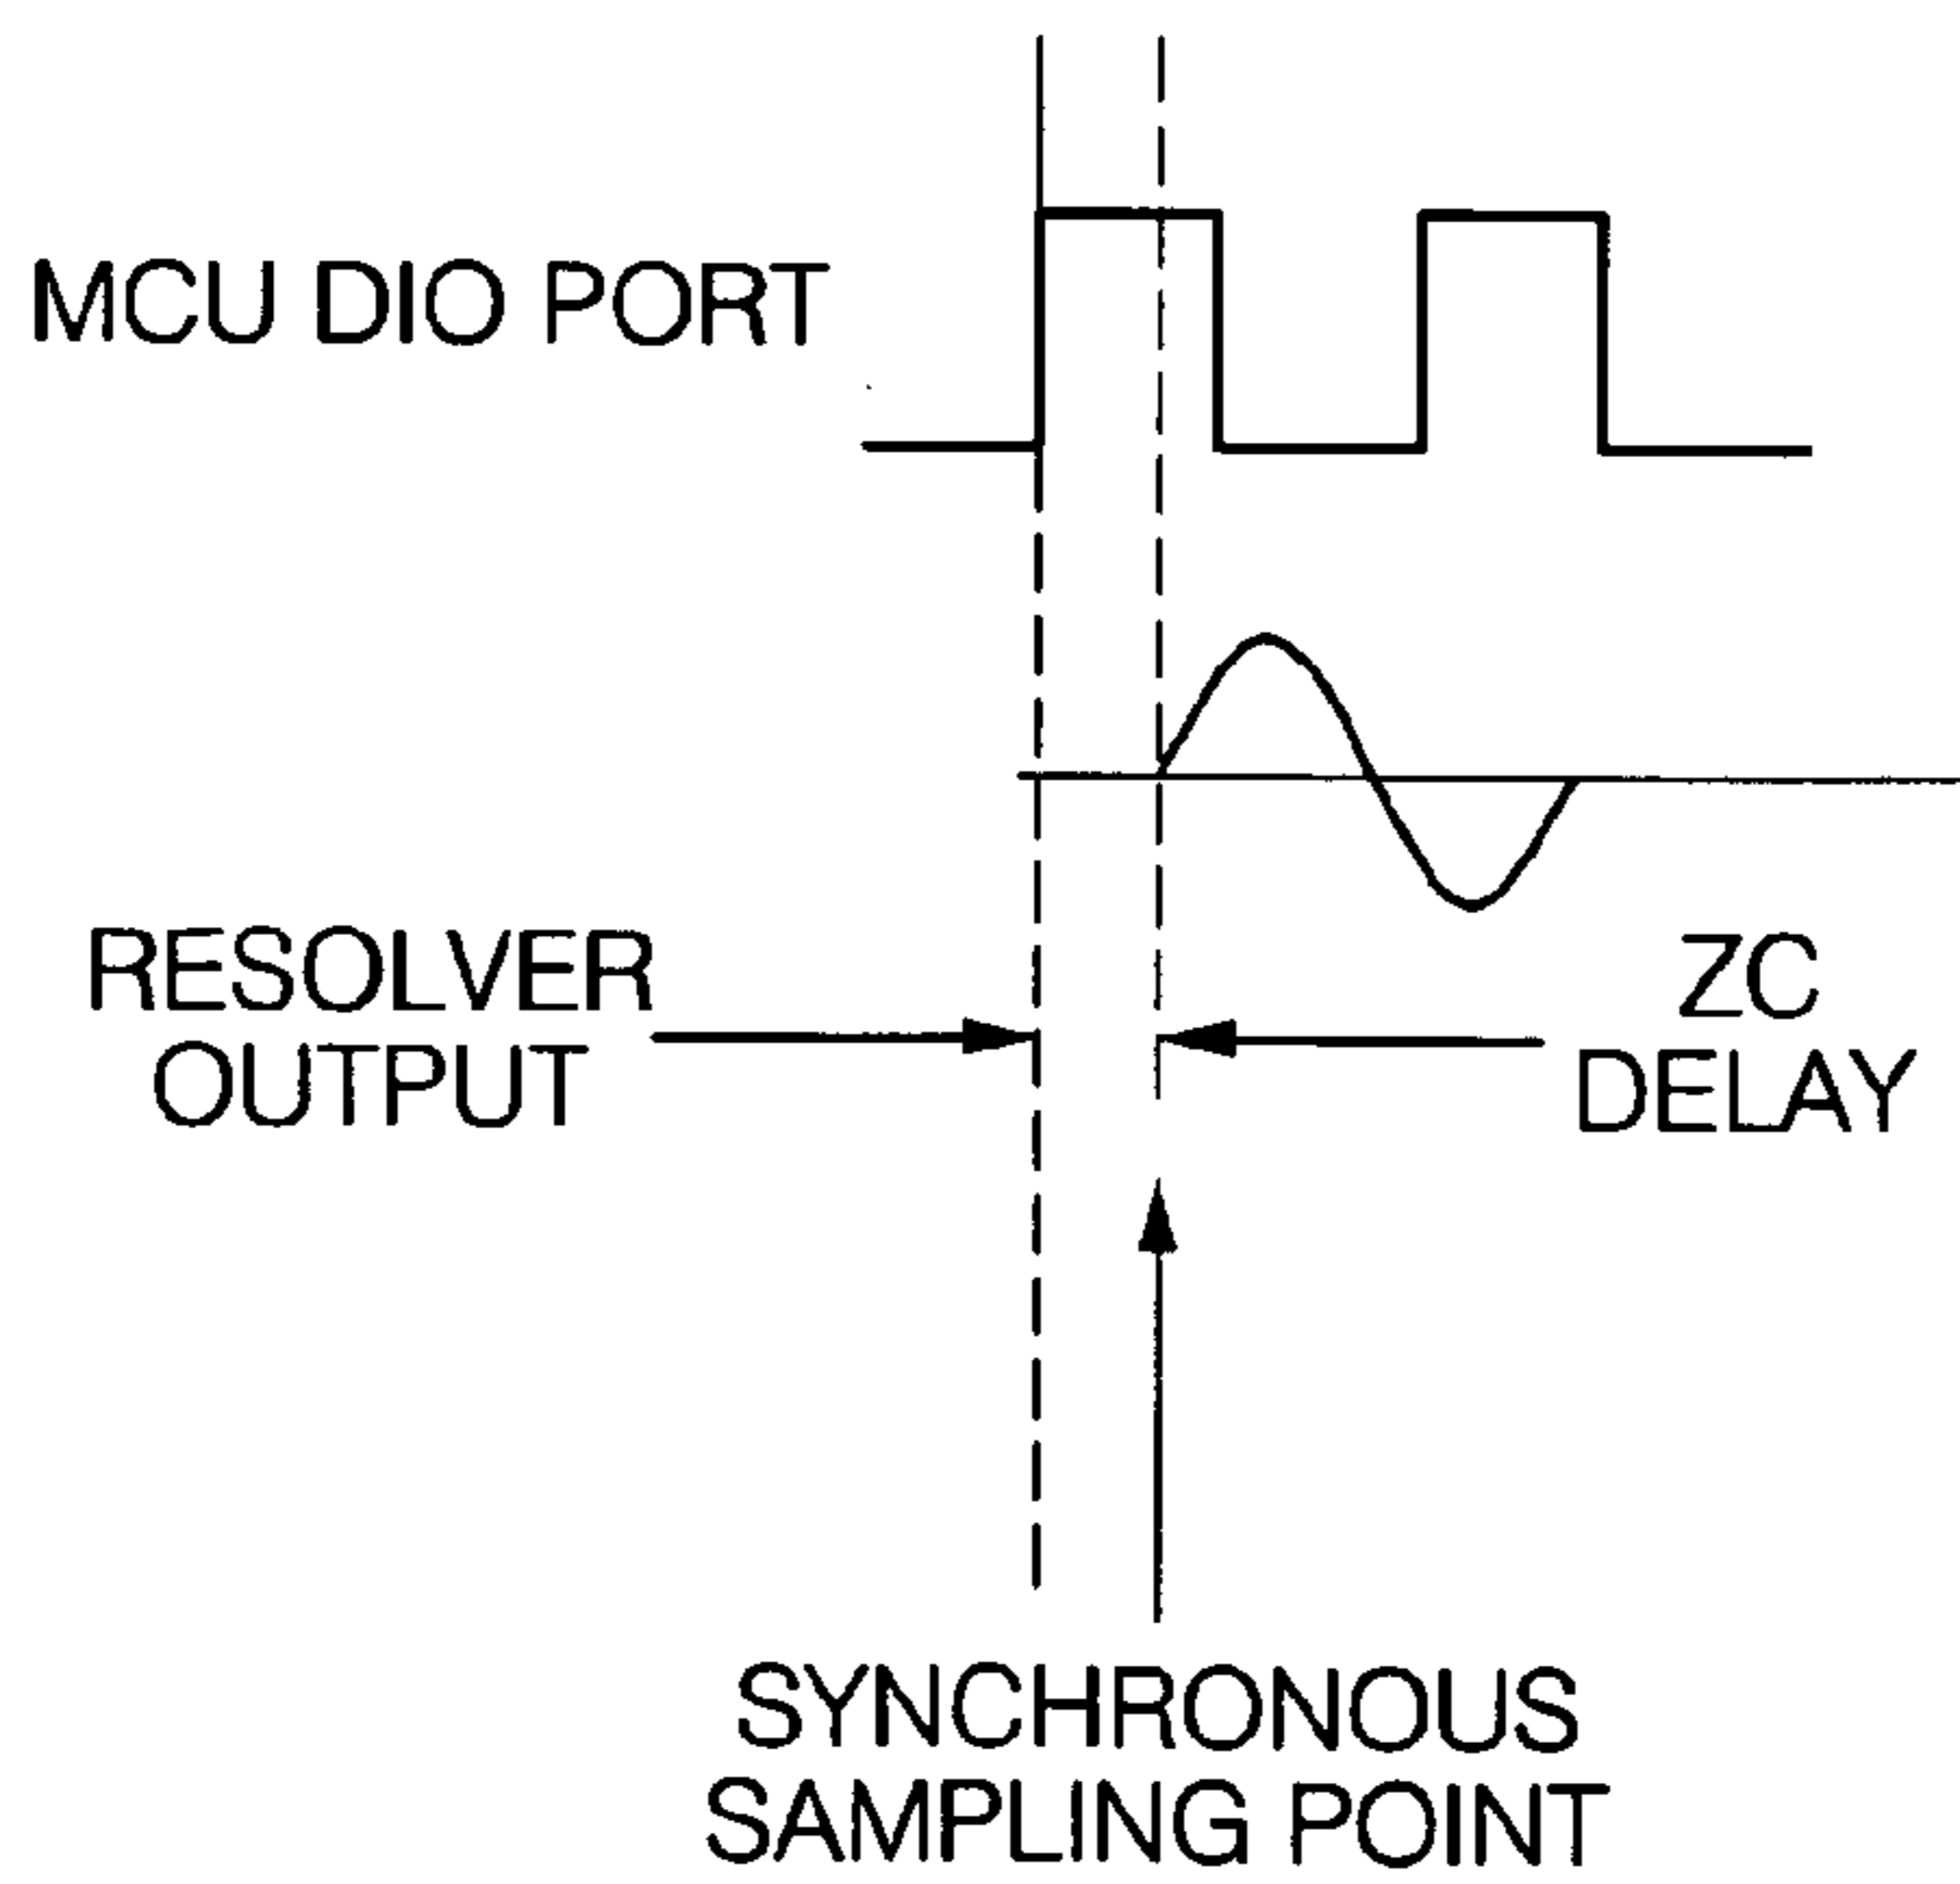 MCU DIO PORT
RESOLVER
OUTPUT
ZC
DELAY
SYNCHRONOUS
SAMPLING POINT